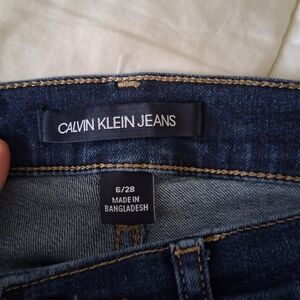 CALVIN KLEIN JEANS
6/28
MADE IN
BANGLADESH